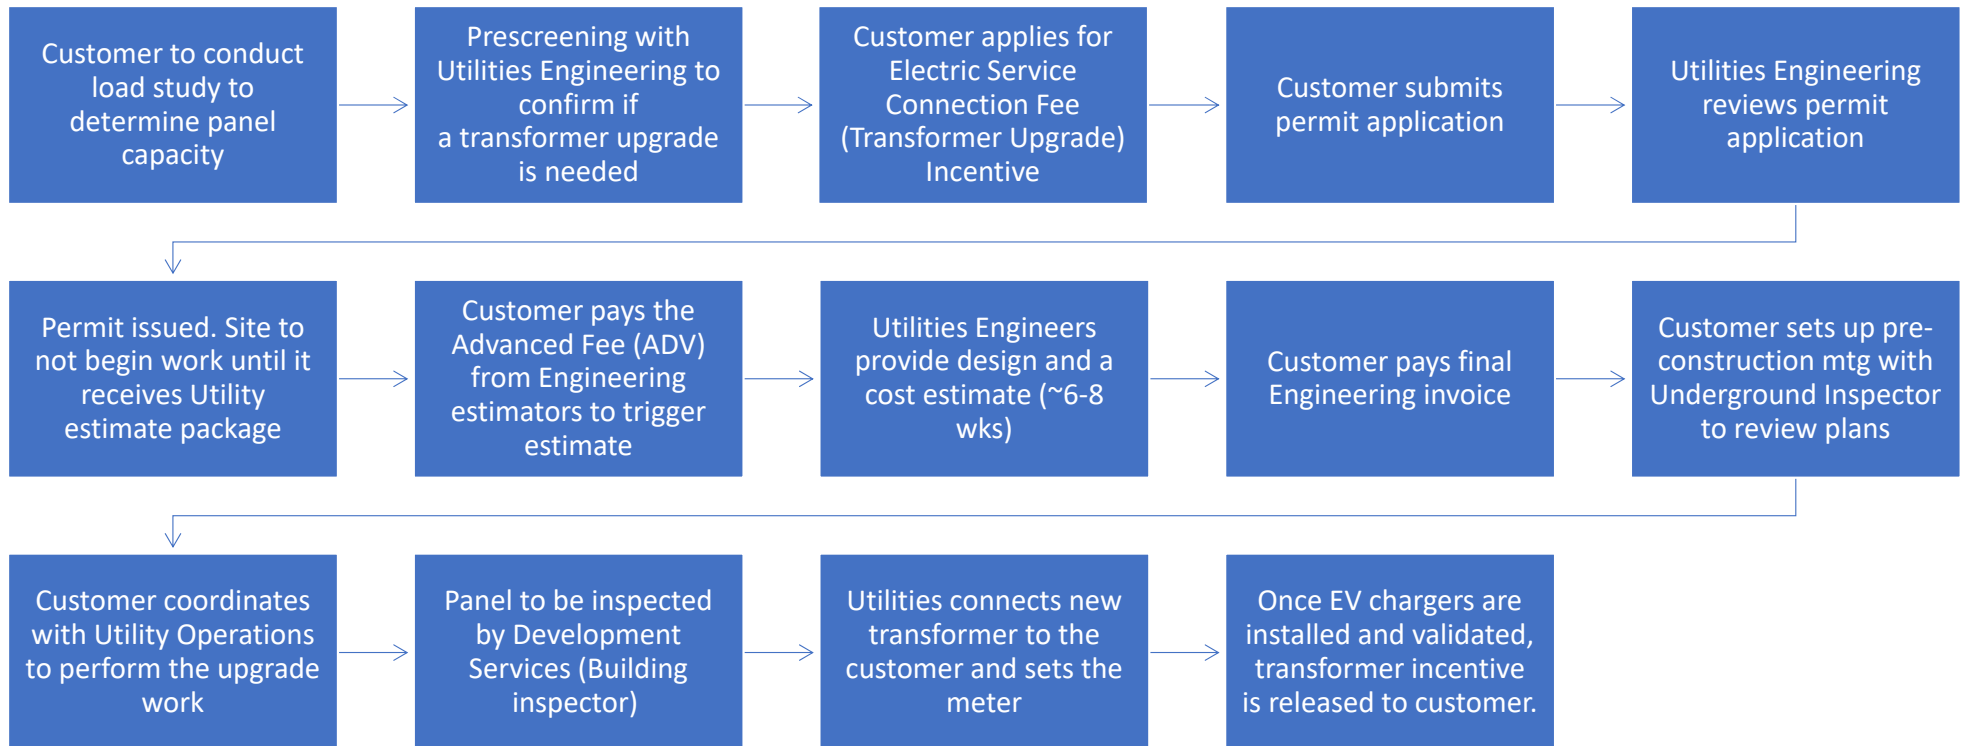 Customer to conduct
load study to
determine panel
capacity
Prescreening with
Utilities Engineering to
confirm if
a transformer upgrade
is needed
Customer applies for
Electric Service
Connection Fee
(Transformer Upgrade)
Incentive
Customer submits
permit application
Utilities Engineering
reviews permit
application
Permit issued. Site to
not begin work until it
receives Utility
estimate package
Customer pays the
Advanced Fee (ADV)
from Engineering
estimators to trigger
estimate
Utilities Engineers
provide design and a
cost estimate (~6-8
wks)
Customer pays final
Engineering invoice
Customer sets up pre-
construction mtg with
Underground Inspector
to review plans
Customer coordinates
with Utility Operations
to perform the upgrade
work
Panel to be inspected
by Development
Services (Building
inspector)
Utilities connects new
transformer to the
customer and sets the
meter
Once EV chargers are
installed and validated,
transformer incentive
is released to customer.